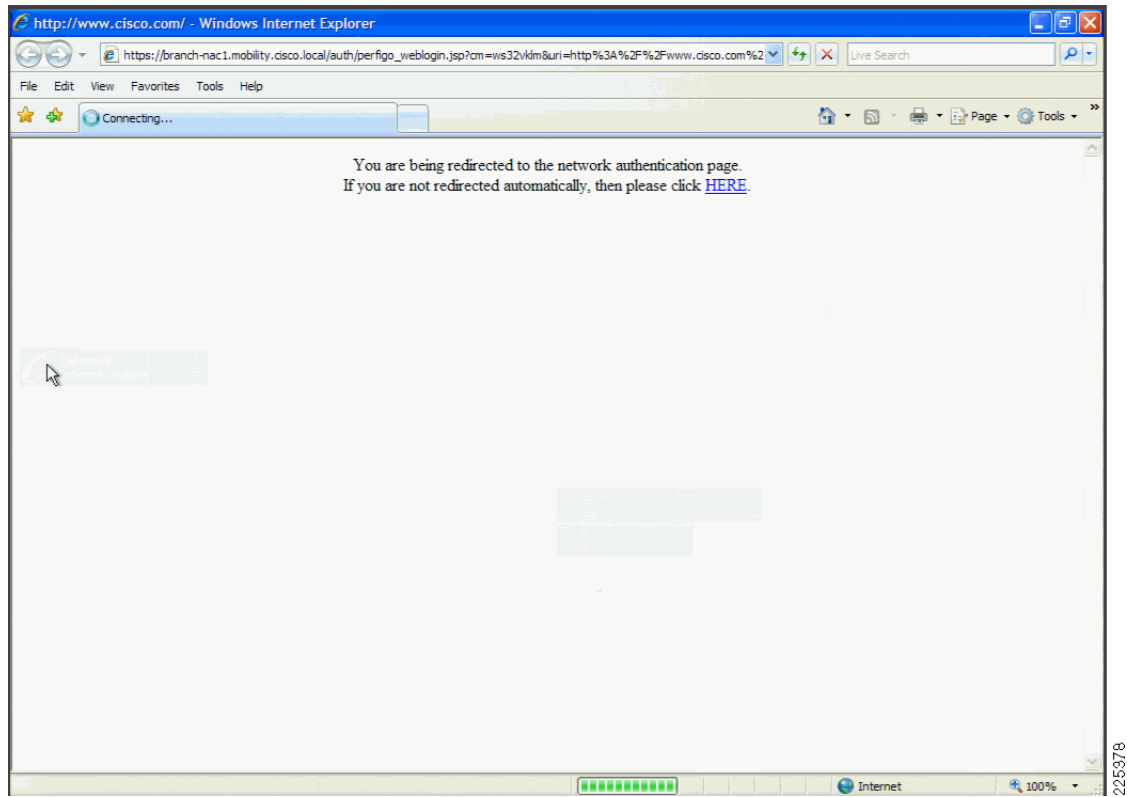 http://www.cisco.com/ - Windows Internet Explorer
https://branch-nac1.mobility.cisco.local/auth/perfigo_weblogin.jsp?cm=ws32vklm&uri=http%3A%2F%2Fwww.cisco.com%2
Live Search
File Edit View Favorites Tools Help
Connecting...
Page Tools »
You are being redirected to the network authentication page.
If you are not redirected automatically, then please click HERE.
Internet 100%
225378